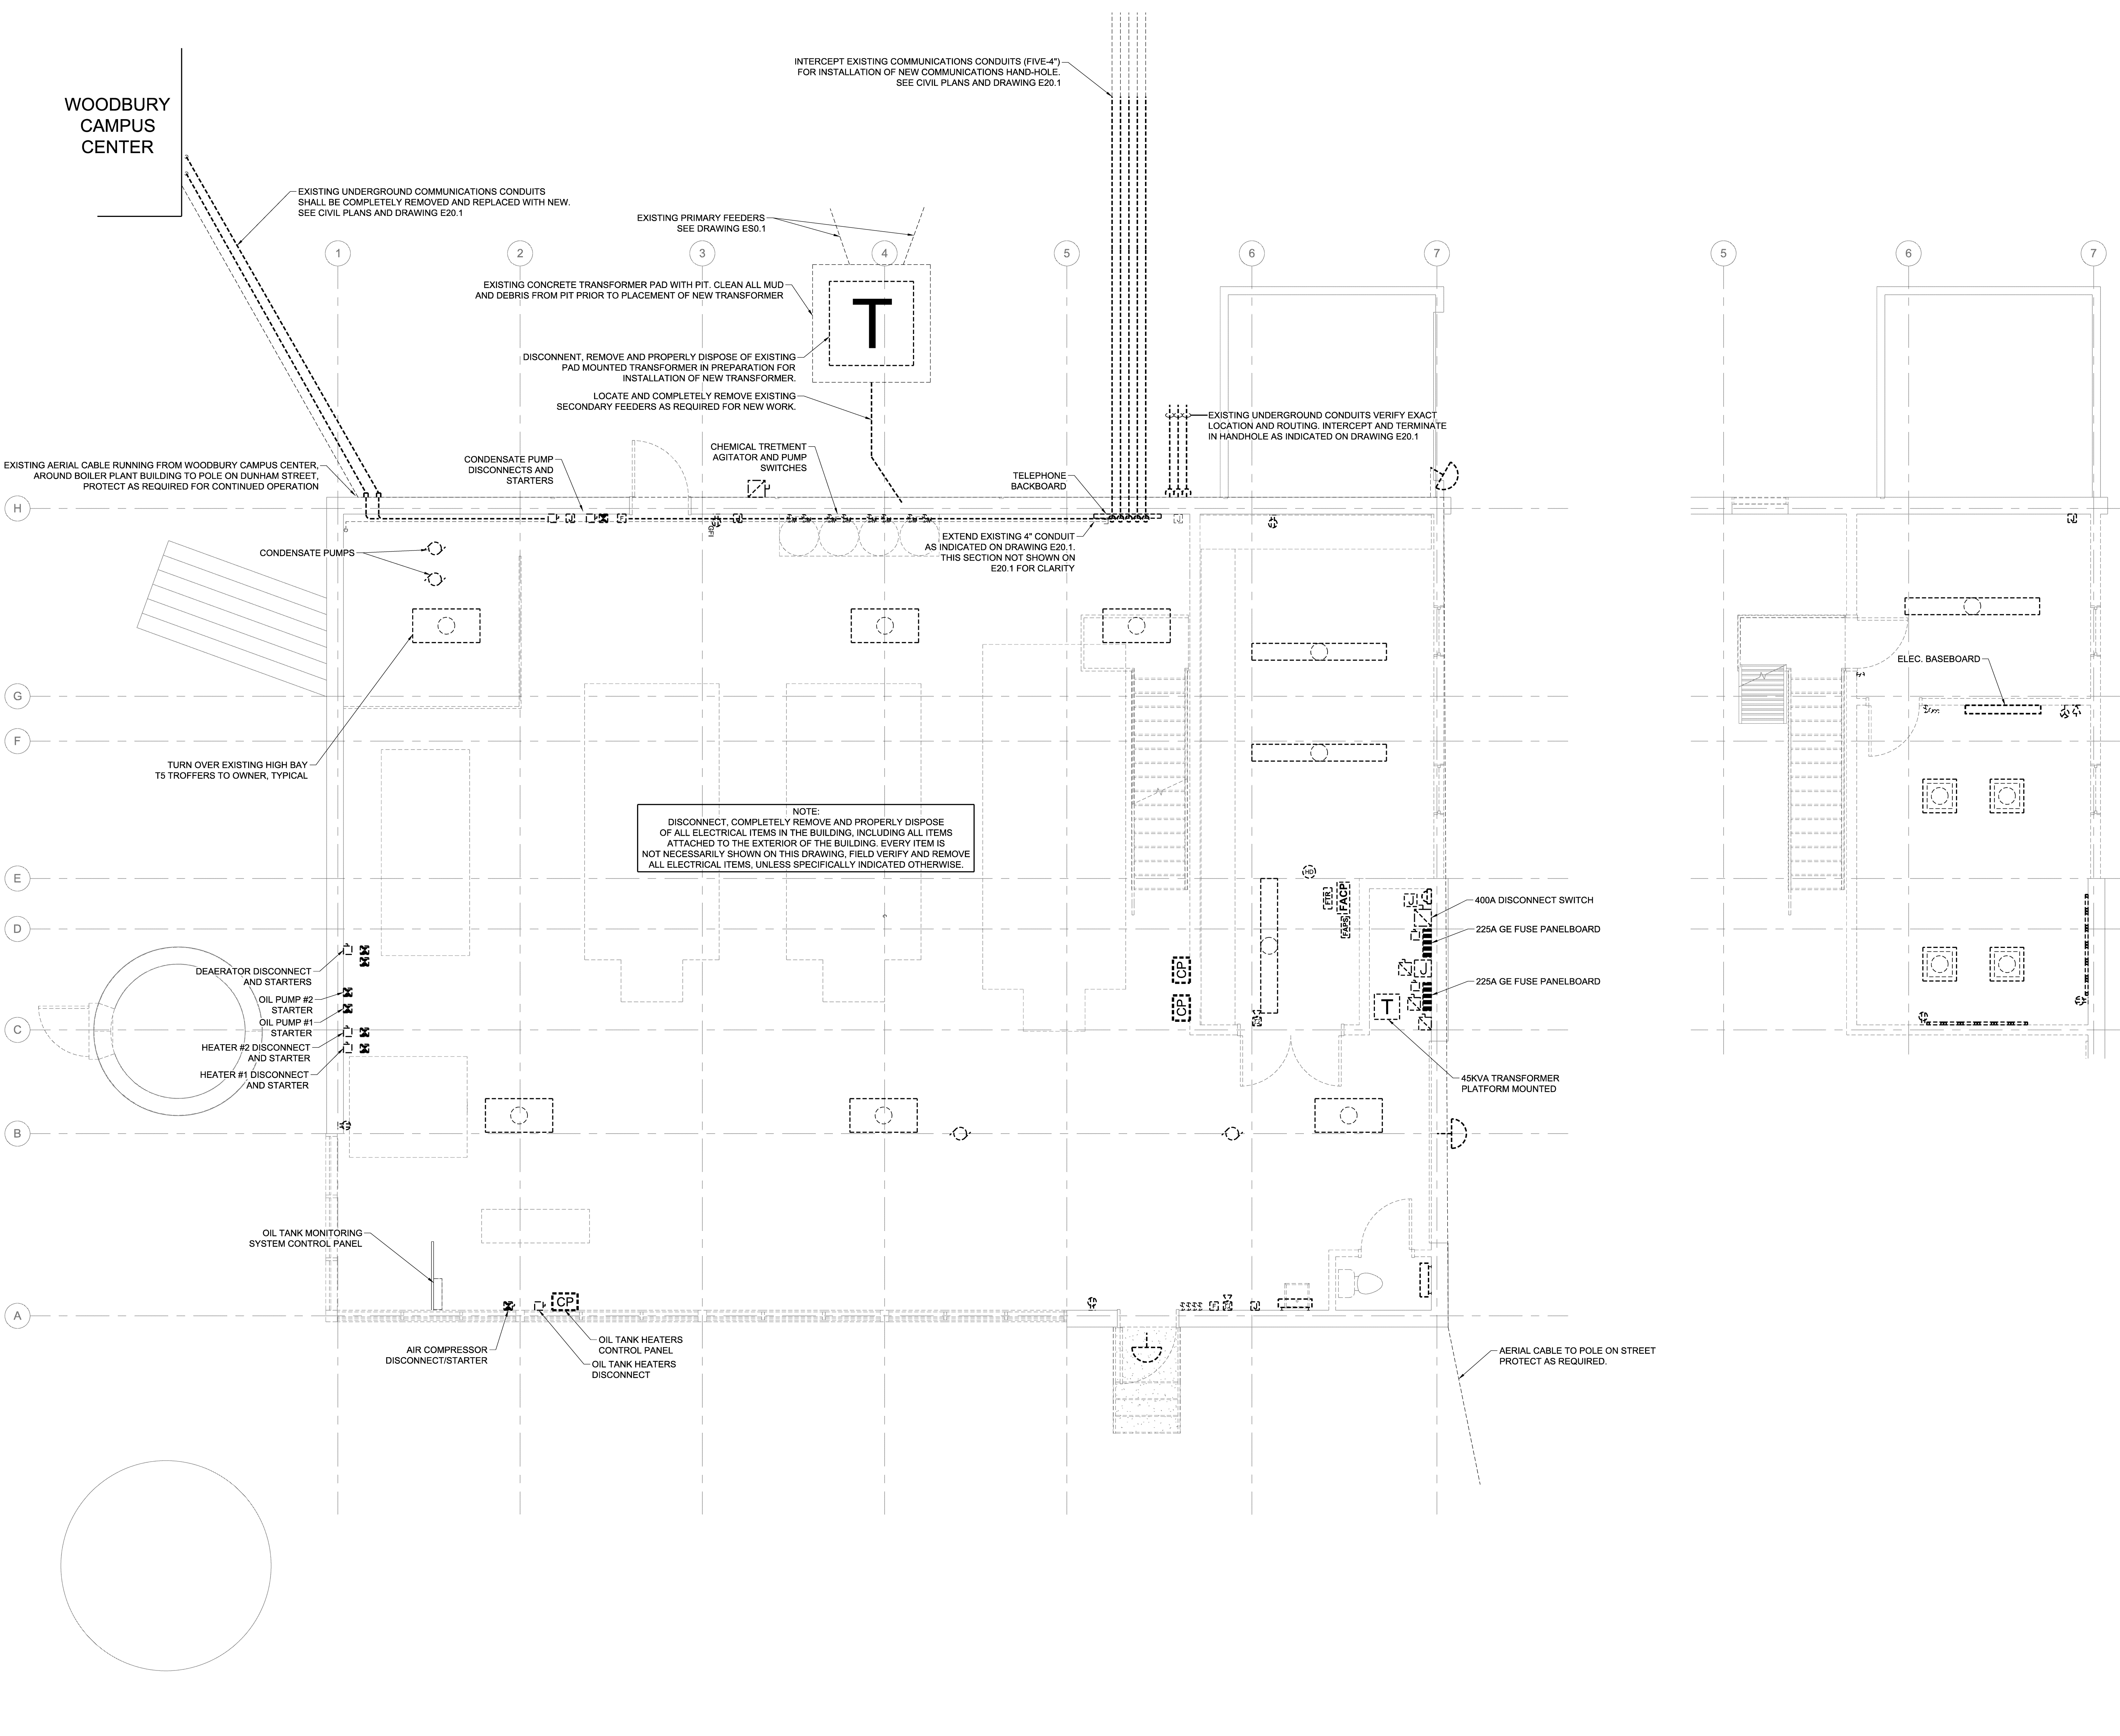 INTERCEPT EXISTING COMMUNICATIONS CONDUITS (FIVE-4")
FOR INSTALLATION OF NEW COMMUNICATIONS HAND-HOLE.
SEE CIVIL PLANS AND DRAWING E20.1
WOODBURY
CAMPUS
CENTER
EXISTING UNDERGROUND COMMUNICATIONS CONDUITS
SHALL BE COMPLETELY REMOVED AND REPLACED WITH NEW.
SEE CIVIL PLANS AND DRAWING E20.1
EXISTING PRIMARY FEEDERS
SEE DRAWING ES0.1
1
2
3
4
5
6
7
5
6
7
EXISTING CONCRETE TRANSFORMER PAD WITH PIT. CLEAN ALL MUD
AND DEBRIS FROM PIT PRIOR TO PLACEMENT OF NEW TRANSFORMER
T
DISCONNENT, REMOVE AND PROPERLY DISPOSE OF EXISTING
PAD MOUNTED TRANSFORMER IN PREPARATION FOR
INSTALLATION OF NEW TRANSFORMER.
LOCATE AND COMPLETELY REMOVE EXISTING
SECONDARY FEEDERS AS REQUIRED FOR NEW WORK.
EXISTING UNDERGROUND CONDUITS VERIFY EXACT
LOCATION AND ROUTING. INTERCEPT AND TERMINATE
IN HANDHOLE AS INDICATED ON DRAWING E20.1
CHEMICAL TRETMENT
AGITATOR AND PUMP
SWITCHES
CONDENSATE PUMP
DISCONNECTS AND
STARTERS
EXISTING AERIAL CABLE RUNNING FROM WOODBURY CAMPUS CENTER,
AROUND BOILER PLANT BUILDING TO POLE ON DUNHAM STREET,
PROTECT AS REQUIRED FOR CONTINUED OPERATION
TELEPHONE
BACKBOARD
H
GFI
EXTEND EXISTING 4" CONDUIT
AS INDICATED ON DRAWING E20.1.
THIS SECTION NOT SHOWN ON
E20.1 FOR CLARITY
CONDENSATE PUMPS
ELEC. BASEBOARD
G
F
TURN OVER EXISTING HIGH BAY
T5 TROFFERS TO OWNER, TYPICAL
NOTE:
DISCONNECT, COMPLETELY REMOVE AND PROPERLY DISPOSE
OF ALL ELECTRICAL ITEMS IN THE BUILDING, INCLUDING ALL ITEMS
ATTACHED TO THE EXTERIOR OF THE BUILDING. EVERY ITEM IS
NOT NECESSARILY SHOWN ON THIS DRAWING, FIELD VERIFY AND REMOVE
ALL ELECTRICAL ITEMS, UNLESS SPECIFICALLY INDICATED OTHERWISE.
E
HD
ETR
FACP
FAPS
J
400A DISCONNECT SWITCH
D
225A GE FUSE PANELBOARD
DEAERATOR DISCONNECT
AND STARTERS
CP
J
225A GE FUSE PANELBOARD
OIL PUMP #2
STARTER
CP
T
OIL PUMP #1
STARTER
C
HEATER #2 DISCONNECT
AND STARTER
HEATER #1 DISCONNECT
AND STARTER
45KVA TRANSFORMER
PLATFORM MOUNTED
B
OIL TANK MONITORING
SYSTEM CONTROL PANEL
CP
A
OIL TANK HEATERS
CONTROL PANEL
AIR COMPRESSOR
DISCONNECT/STARTER
OIL TANK HEATERS
DISCONNECT
AERIAL CABLE TO POLE ON STREET
PROTECT AS REQUIRED.